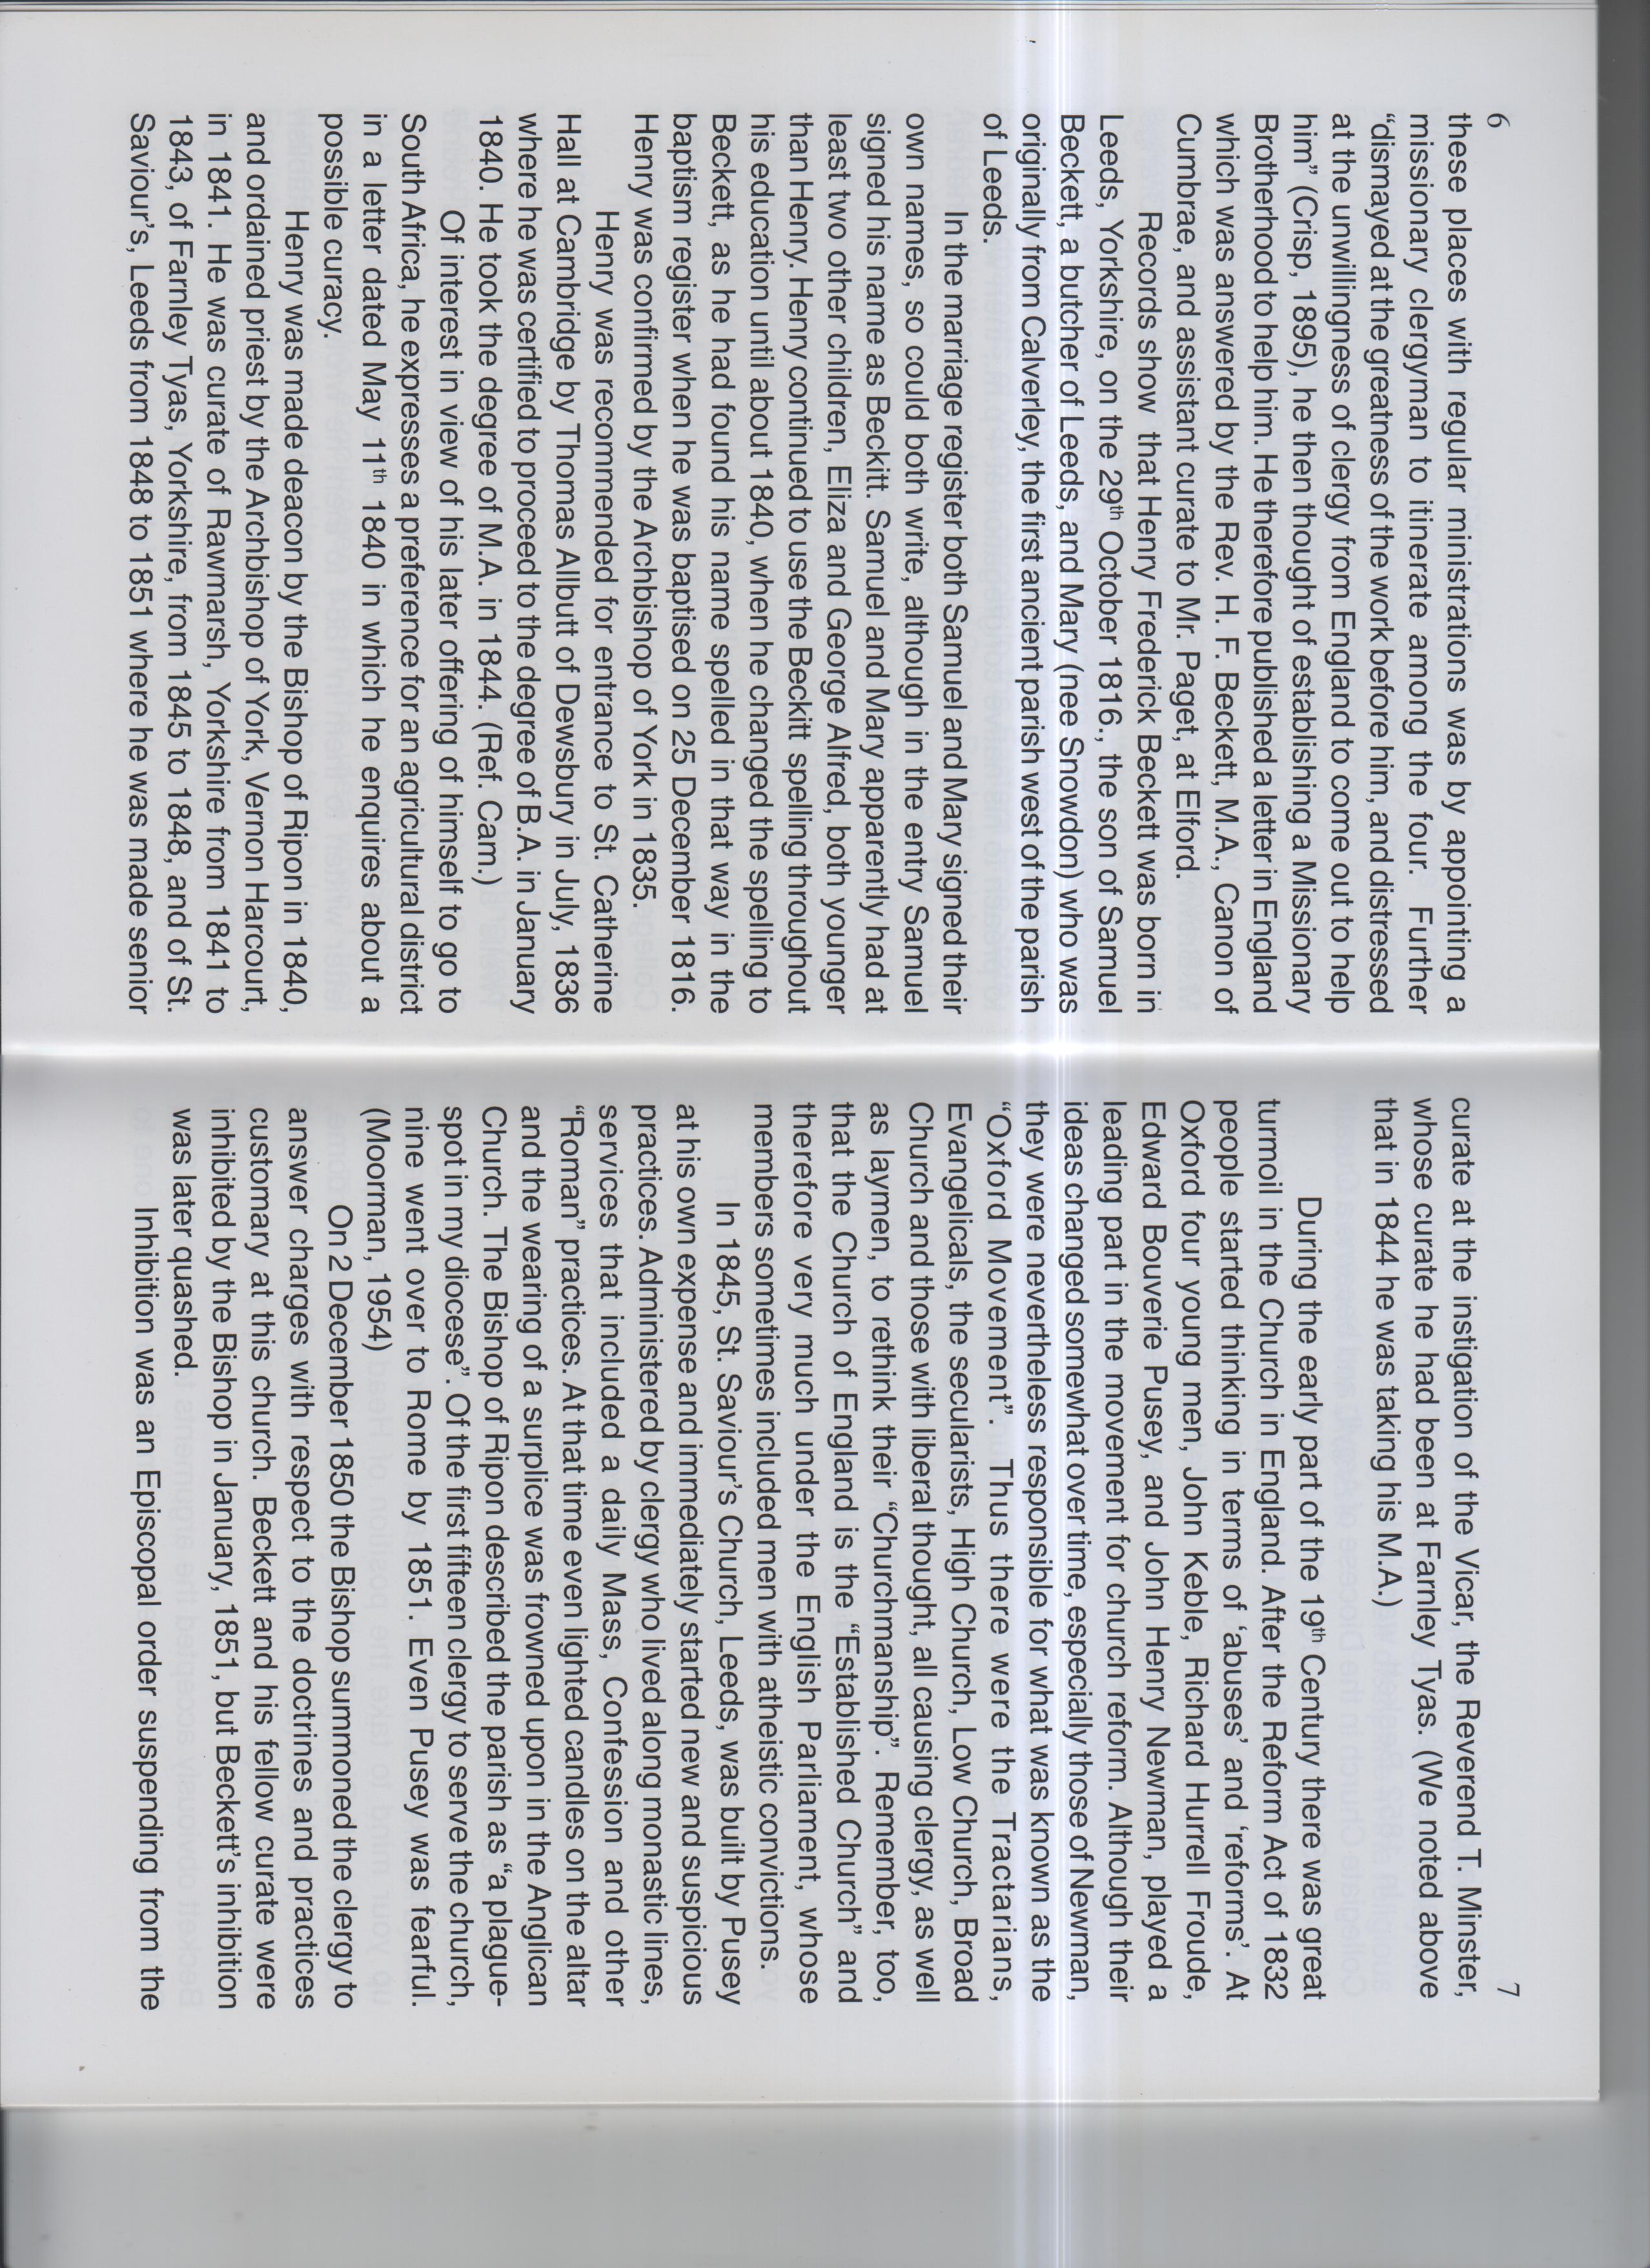 6
these places with regular ministrations was by appointing a
missionary clergyman to itinerate among the four. Further
“dismayed at the greatness of the work before him, and distressed
at the unwillingness of clergy from England to come out to help
him” (Crisp, 1895), he then thought of establishing a Missionary
Brotherhood to help him. He therefore published a letter in England
which was answered by the Rev. H. F. Beckett, M.A., Canon of
Cumbrae, and assistant curate to Mr. Paget, at Elford.
Records show that Henry Frederick Beckett was born in
Leeds, Yorkshire, on the 29th October 1816., the son of Samuel
Beckett, a butcher of Leeds, and Mary (nee Snowdon) who was
originally from Calverley, the first ancient parish west of the parish
of Leeds.
In the marriage register both Samuel and Mary signed their
own names, so could both write, although in the entry Samuel
signed his name as Beckitt. Samuel and Mary apparently had at
least two other children, Eliza and George Alfred, both younger
than Henry. Henry continued to use the Beckitt spelling throughout
his education until about 1840, when he changed the spelling to
Beckett, as he had found his name spelled in that way in the
baptism register when he was baptised on 25 December 1816.
Henry was confirmed by the Archbishop of York in 1835.
Henry was recommended for entrance to St. Catherine
Hall at Cambridge by Thomas Allbutt of Dewsbury in July, 1836
where he was certified to proceed to the degree of B.A. in January
1840. He took the degree of M.A. in 1844. (Ref. Cam.)
Of interest in view of his later offering of himself to go to
South Africa, he expresses a preference for an agricultural district
in a letter dated May 11th 1840 in which he enquires about a
possible curacy.
Henry was made deacon by the Bishop of Ripon in 1840,
and ordained priest by the Archbishop of York, Vernon Harcourt,
in 1841. He was curate of Rawmarsh, Yorkshire from 1841 to
1843, of Farnley Tyas, Yorkshire, from 1845 to 1848, and of St.
Saviour’s, Leeds from 1848 to 1851 where he was made senior
7
curate at the instigation of the Vicar, the Reverend T. Minster,
whose curate he had been at Farnley Tyas. (We noted above
that in 1844 he was taking his M.A.)
During the early part of the 19th Century there was great
turmoil in the Church in England. After the Reform Act of 1832
people started thinking in terms of ‘abuses’ and ‘reforms’. At
Oxford four young men, John Keble, Richard Hurrell Froude,
Edward Bouverie Pusey, and John Henry Newman, played a
leading part in the movement for church reform. Although their
ideas changed somewhat over time, especially those of Newman,
they were nevertheless responsible for what was known as the
“Oxford Movement”. Thus there were the Tractarians,
Evangelicals, the secularists, High Church, Low Church, Broad
Church and those with liberal thought, all causing clergy, as well
as laymen, to rethink their “Churchmanship”. Remember, too,
that the Church of England is the “Established Church” and
therefore very much under the English Parliament, whose
members sometimes included men with atheistic convictions.
In 1845, St. Saviour’s Church, Leeds, was built by Pusey
at his own expense and immediately started new and suspicious
practices. Administered by clergy who lived along monastic lines,
services that included a daily Mass, Confession and other
“Roman” practices. At that time even lighted candles on the altar
and the wearing of a surplice was frowned upon in the Anglican
Church. The Bishop of Ripon described the parish as “a plague-
spot in my diocese”. Of the first fifteen clergy to serve the church,
nine went over to Rome by 1851. Even Pusey was fearful.
(Moorman, 1954)
On 2 December 1850 the Bishop summoned the clergy to
answer charges with respect to the doctrines and practices
customary at this church. Beckett and his fellow curate were
inhibited by the Bishop in January, 1851, but Beckett’s inhibition
was later quashed.
Inhibition was an Episcopal order suspending from the